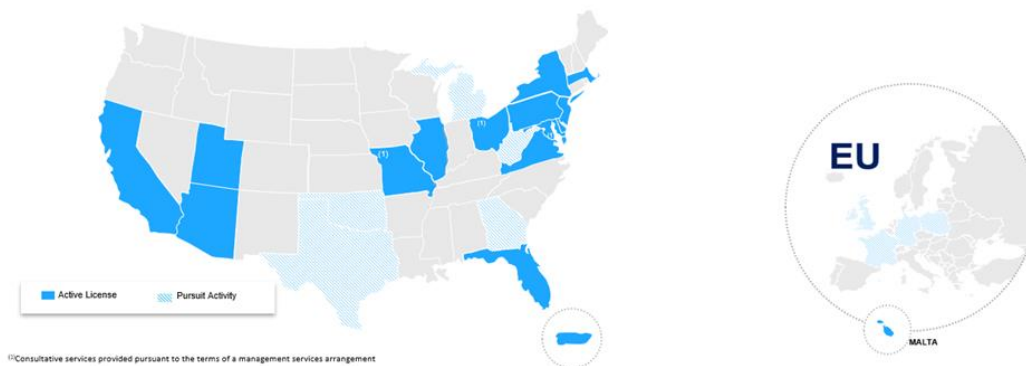 (1)
(1)
(1)
EU
Active License
Pursuit Activity
MALTA
(1)Consultative services provided pursuant to the terms of a management services arrangement